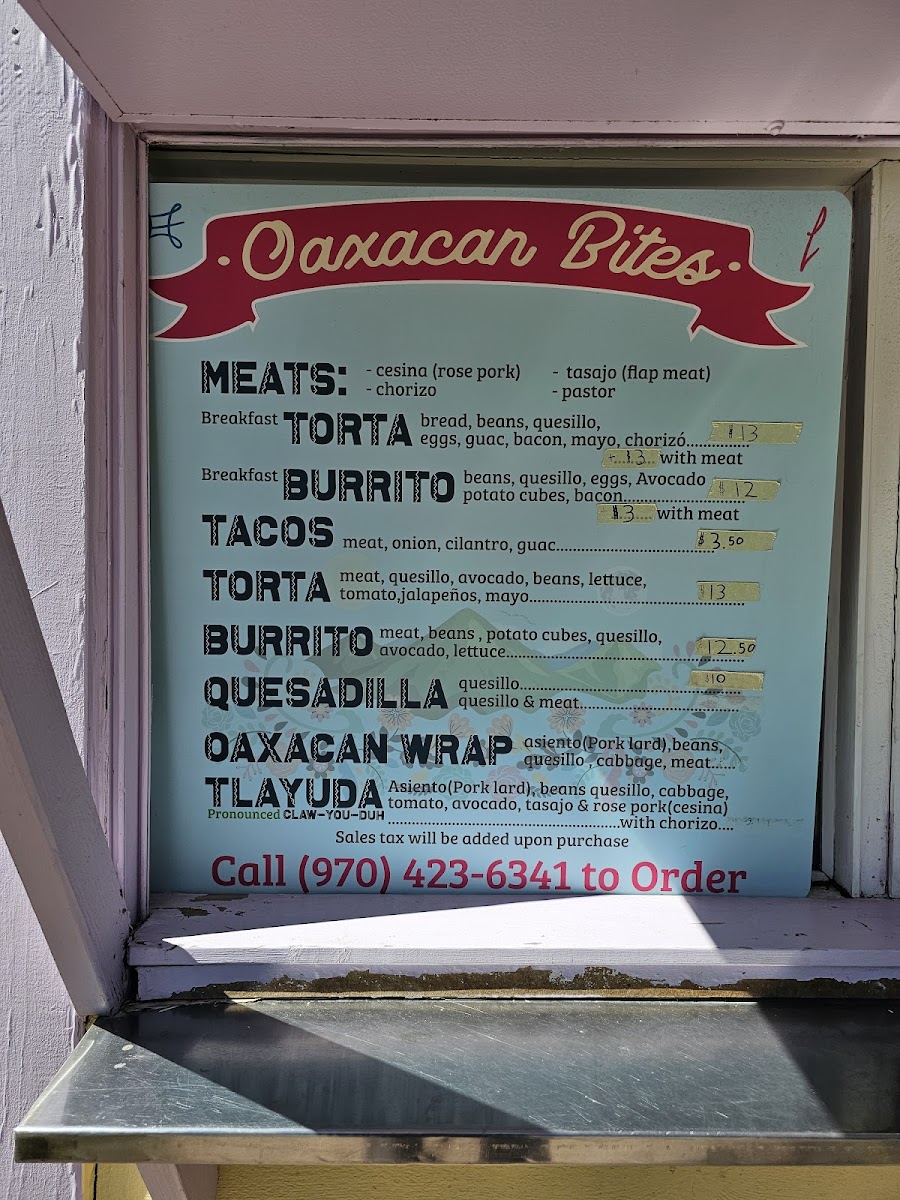 Oaxacan Bites
MEATS: - cesina (rose pork) - tasajo (flap meat)
- chorizo - pastor
Breakfast TORTA bread, beans, quesillo,
eggs, guac, bacon, mayo, chorizó............. $13
+ $3 with meat
Breakfast BURRITO beans, quesillo, eggs, Avocado
potato cubes, bacon.................... $12
$3 with meat
TACOS meat, onion, cilantro, guac............................ $3.50
TORTA meat, quesillo, avocado, beans, lettuce,
tomato,jalapeños, mayo................................... $13
BURRITO meat, beans , potato cubes, quesillo,
avocado, lettuce........................................ 12.50
QUESADILLA quesillo..................................... $10
quesillo & meat..........................
OAXACAN WRAP asiento(Pork lard),beans,
quesillo , cabbage, meat......
TLAYUDA Asiento(Pork lard), beans quesillo, cabbage,
tomato, avocado, tasajo & rose pork(cesina)
Pronounced CLAW-YOU-DUH ..........................................with chorizo....
Sales tax will be added upon purchase
Call (970) 423-6341 to Order